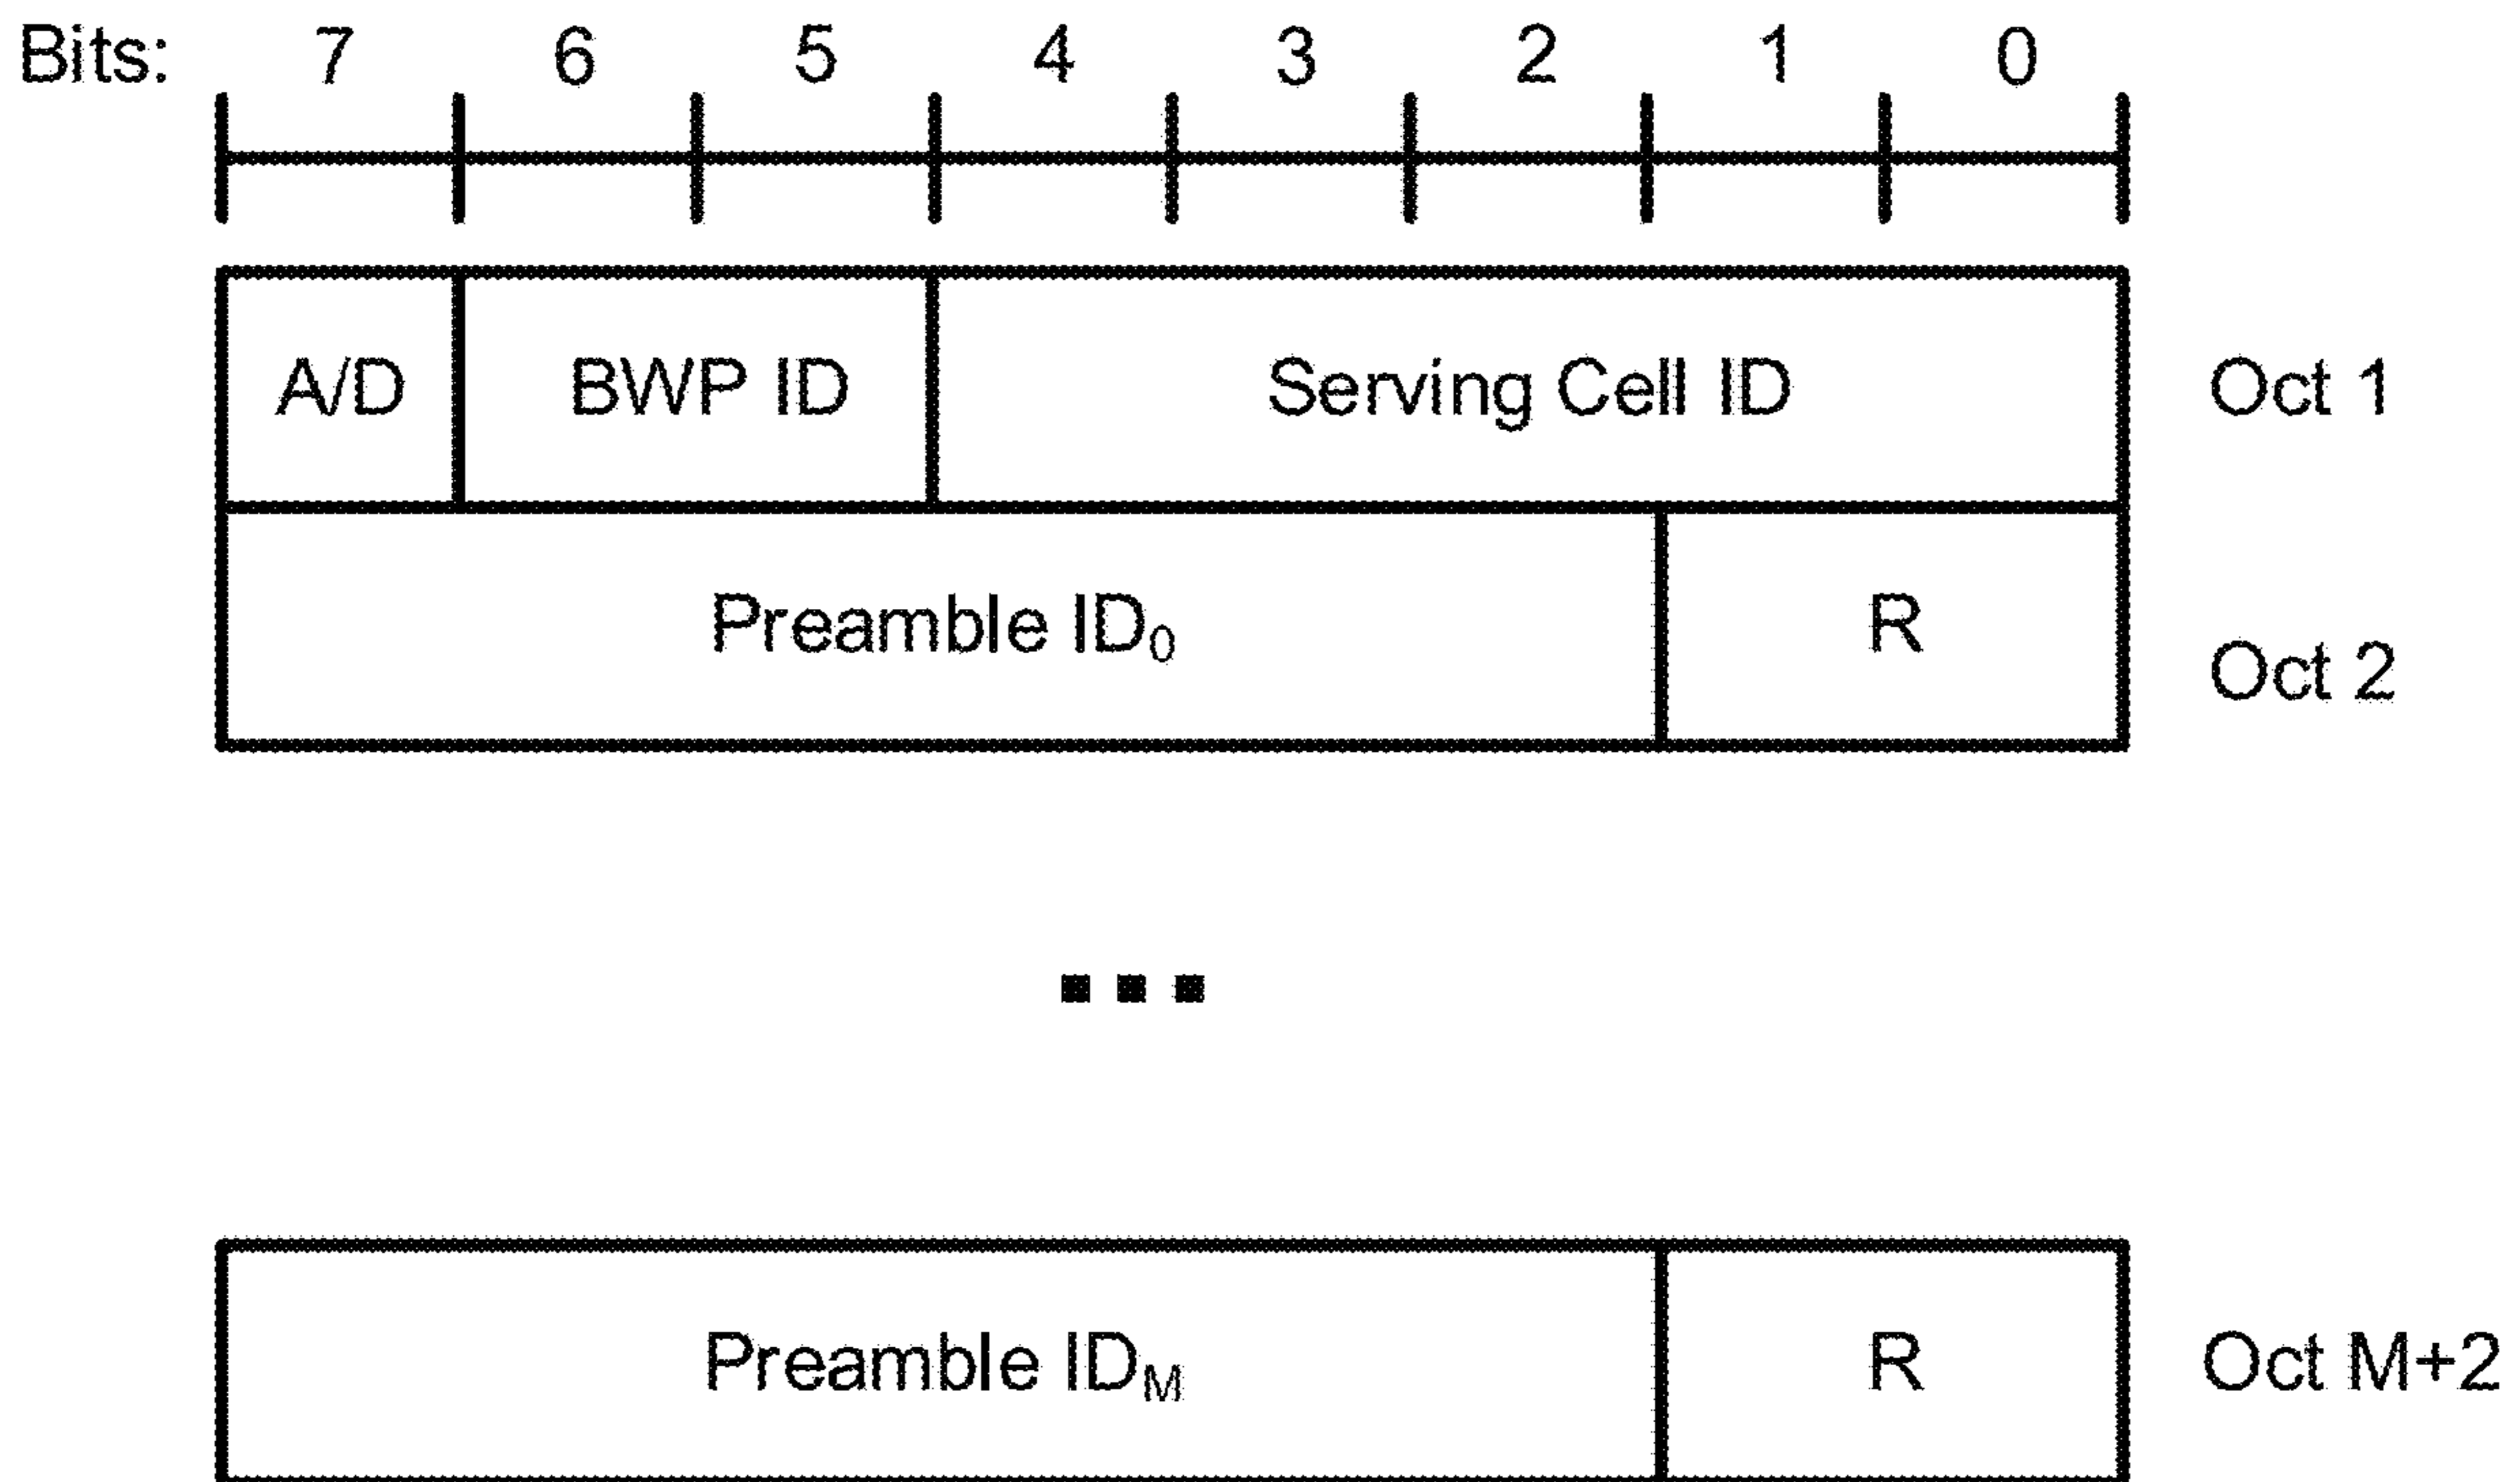 Bits: 7 6 5 4 3 2 1 0
A/D BWP ID Serving Cell ID Oct 1
Preamble ID₀ R
Oct 2
Preamble ID_M R Oct M+2